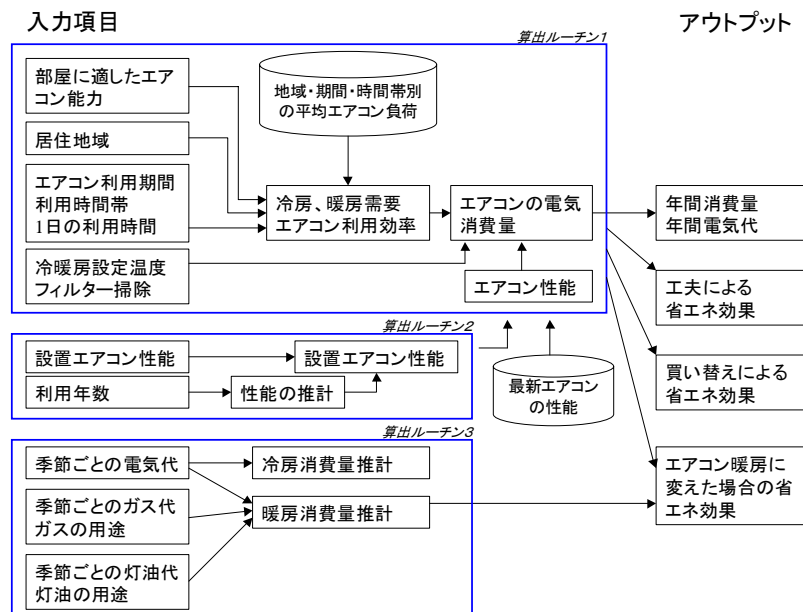 入力項目
アウトプット
算出ルーチン1
部屋に適したエア
コン能力
地域・期間・時間帯別
の平均エアコン負荷
居住地域
エアコン利用期間
利用時間帯
1日の利用時間
冷房、暖房需要
エアコン利用効率
エアコンの電気
消費量
年間消費量
年間電気代
冷暖房設定温度
フィルター掃除
エアコン性能
工夫による
省エネ効果
算出ルーチン2
設置エアコン性能
設置エアコン性能
利用年数
性能の推計
最新エアコン
の性能
買い替えによる
省エネ効果
算出ルーチン3
季節ごとの電気代
冷房消費量推計
季節ごとのガス代
ガスの用途
暖房消費量推計
エアコン暖房に
変えた場合の省
エネ効果
季節ごとの灯油代
灯油の用途